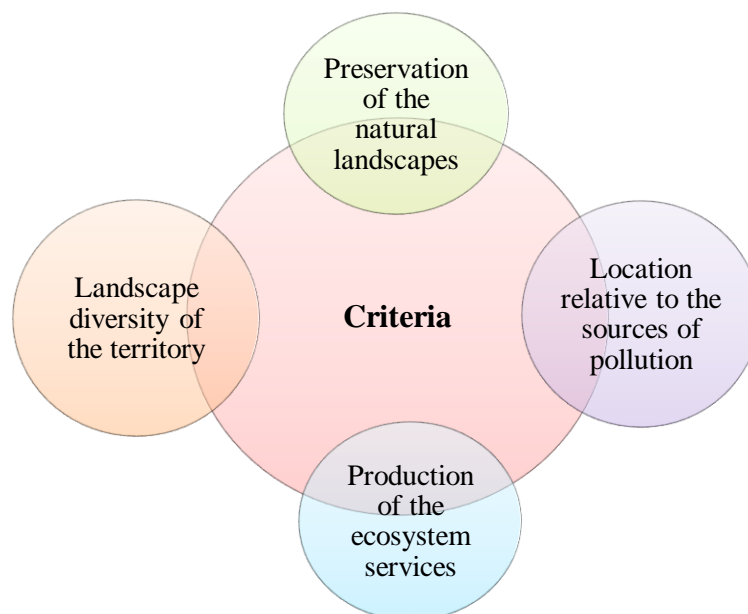 Preservation
of the
natural
landscapes
Landscape
diversity of
the territory
Criteria
Location
relative to the
sources of
pollution
Production
of the
ecosystem
services